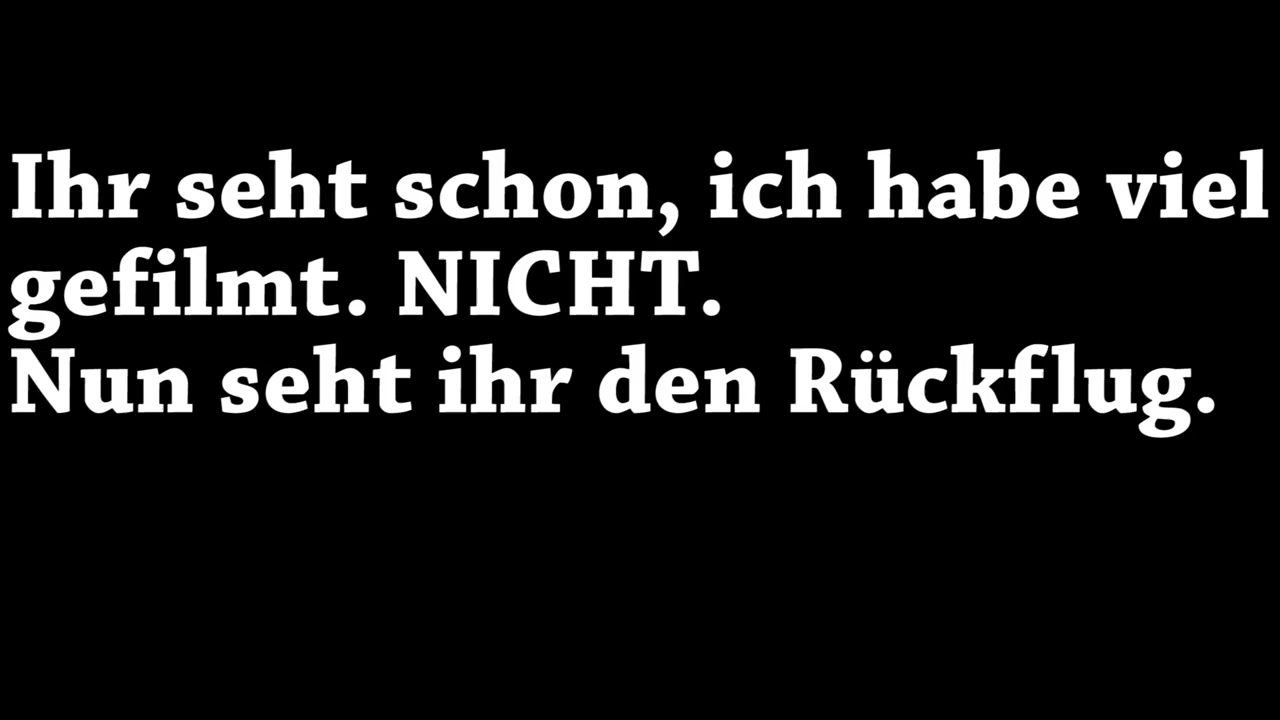 Ihr seht schon, ich habe viel
gefilmt. NICHT.
Nun seht ihr den Rückflug.